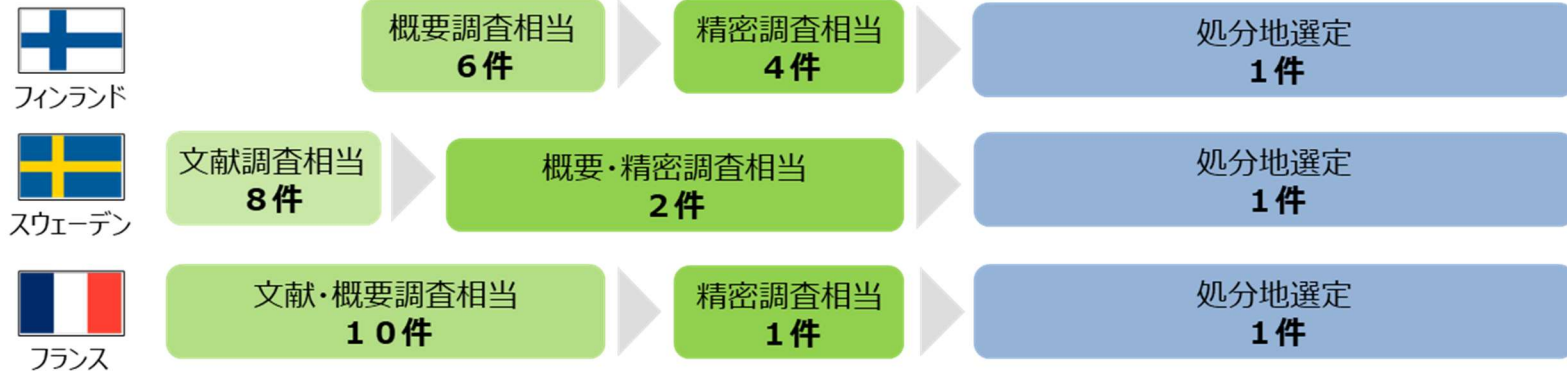 フィンランド
概要調査相当
6件
精密調査相当
4件
処分地選定
1件
スウェーデン
文献調査相当
8件
概要・精密調査相当
2件
処分地選定
1件
フランス
文献・概要調査相当
10件
精密調査相当
1件
処分地選定
1件